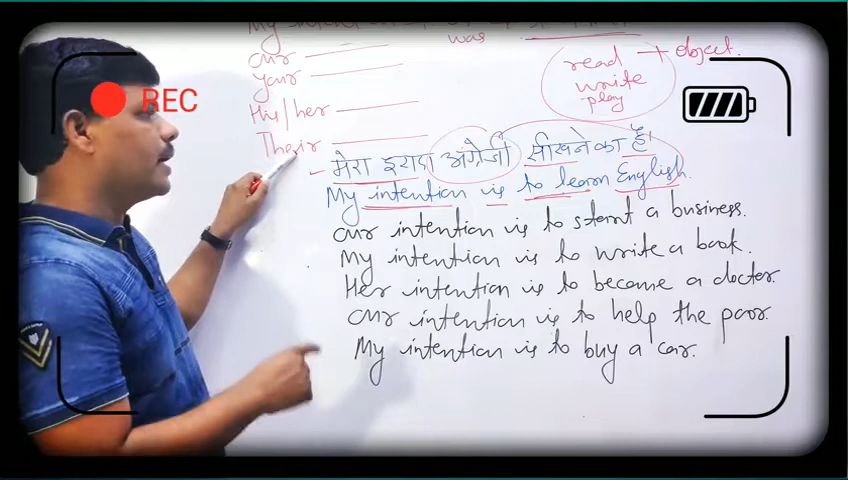 My intention
was
our
your
His/her
Their
read + object.
write
play
मेरा इरादा अंग्रेजी सीखने का है।
My intention is to learn English.
our intention is to start a business.
My intention is to write a book.
Her intention is to become a doctor.
our intention is to help the poor.
My intention is to buy a car.
REC